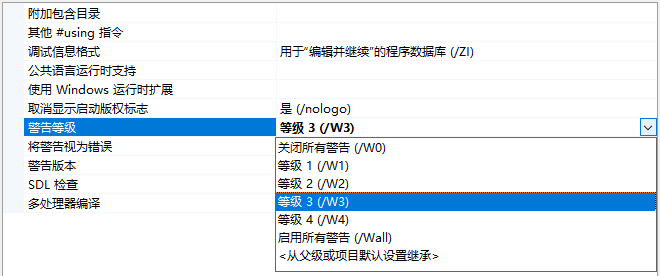 附加包含目录
其他 #using 指令
调试信息格式 用于“编辑并继续”的程序数据库 (/ZI)
公共语言运行时支持
使用 Windows 运行时扩展
取消显示启动版权标志 是 (/nologo)
警告等级 等级 3 (/W3)
将警告视为错误 关闭所有警告 (/W0)
警告版本 等级 1 (/W1)
SDL 检查 等级 2 (/W2)
多处理器编译 等级 3 (/W3)
等级 4 (/W4)
启用所有警告 (/Wall)
<从父级或项目默认设置继承>